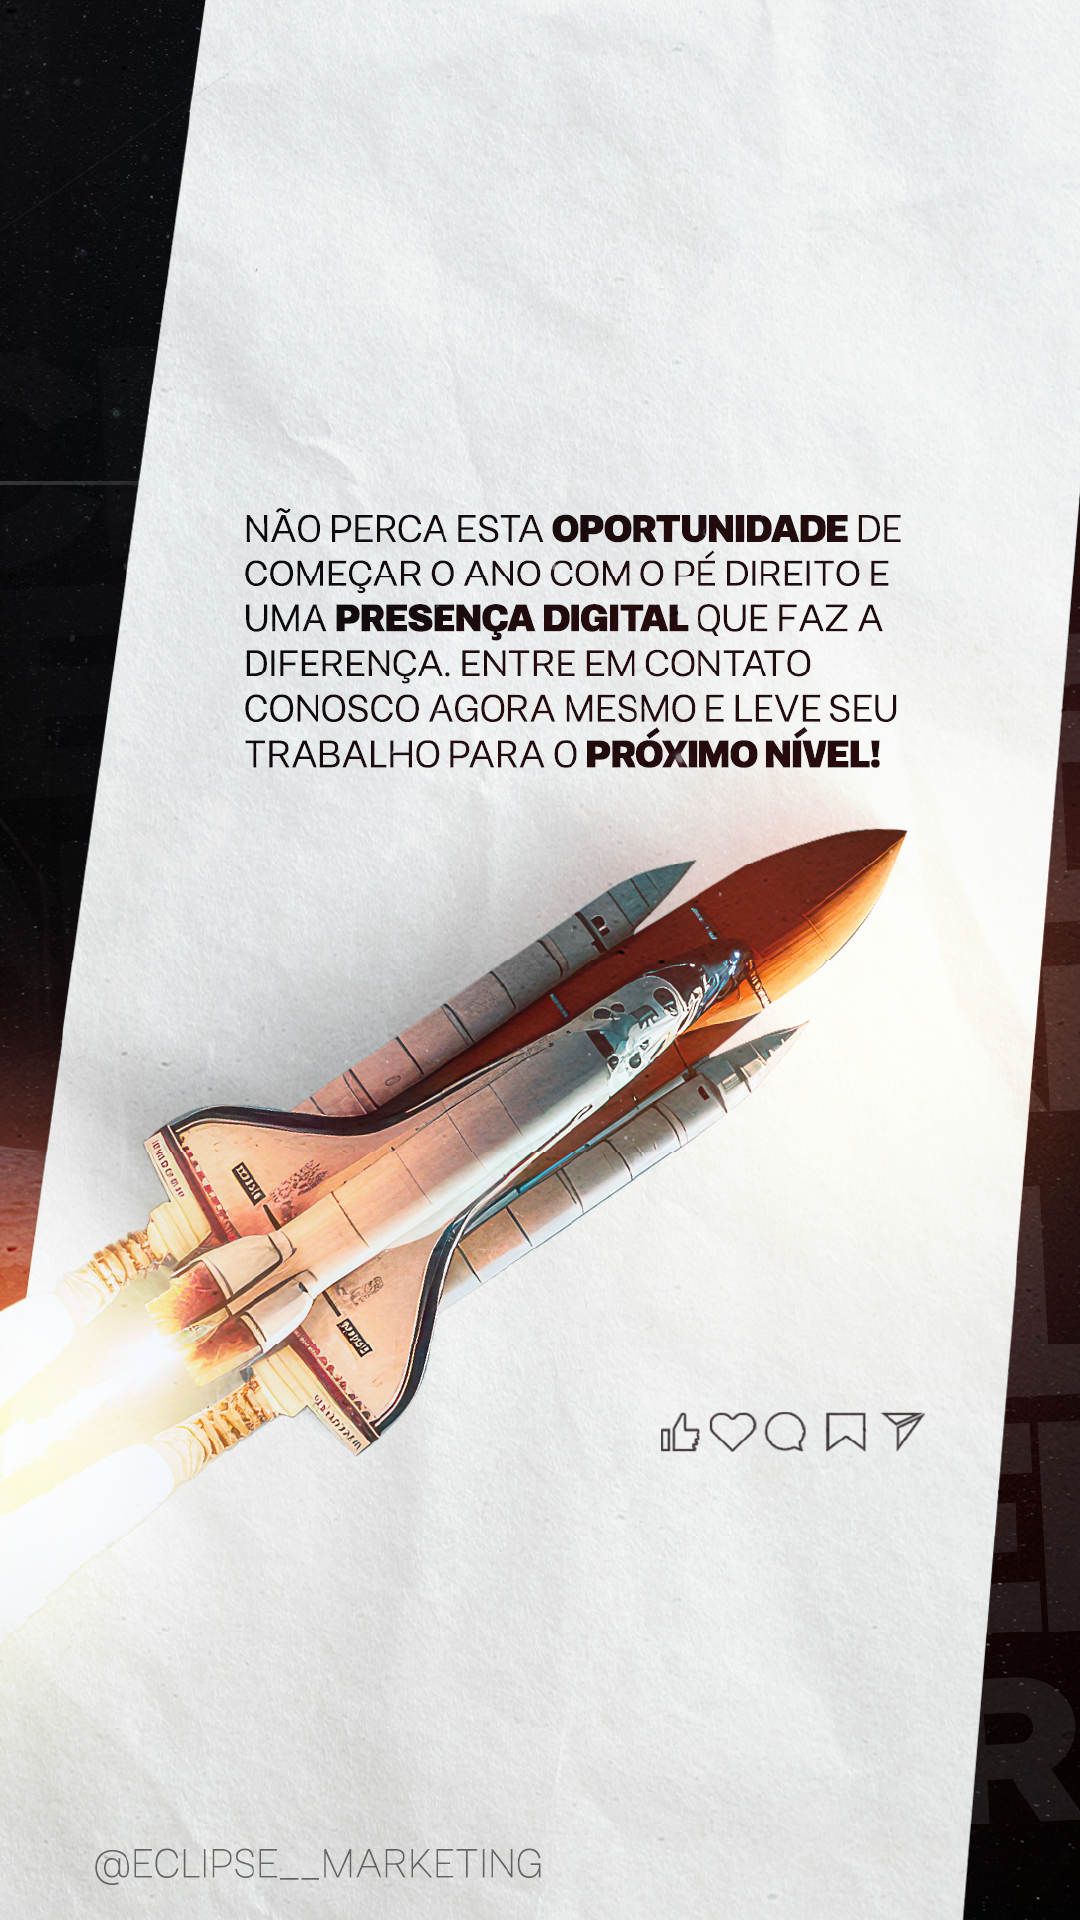 NÃO PERCA ESTA OPORTUNIDADE DE
COMEÇAR O ANO COM O PÉ DIREITO E
UMA PRESENÇA DIGITAL QUE FAZ A
DIFERENÇA. ENTRE EM CONTATO
CONOSCO AGORA MESMO E LEVE SEU
TRABALHO PARA O PRÓXIMO NÍVEL!
@ECLIPSE__MARKETING